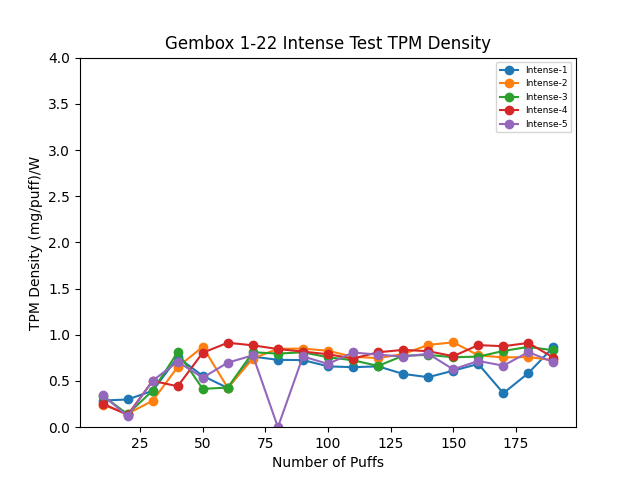 Gembox 1-22 Intense Test TPM Density
4.0
3.5
3.0
2.5
2.0
1.5
1.0
0.5
0.0
TPM Density (mg/puff)/W
Intense-1
Intense-2
Intense-3
Intense-4
Intense-5
25 50 75 100 125 150 175
Number of Puffs